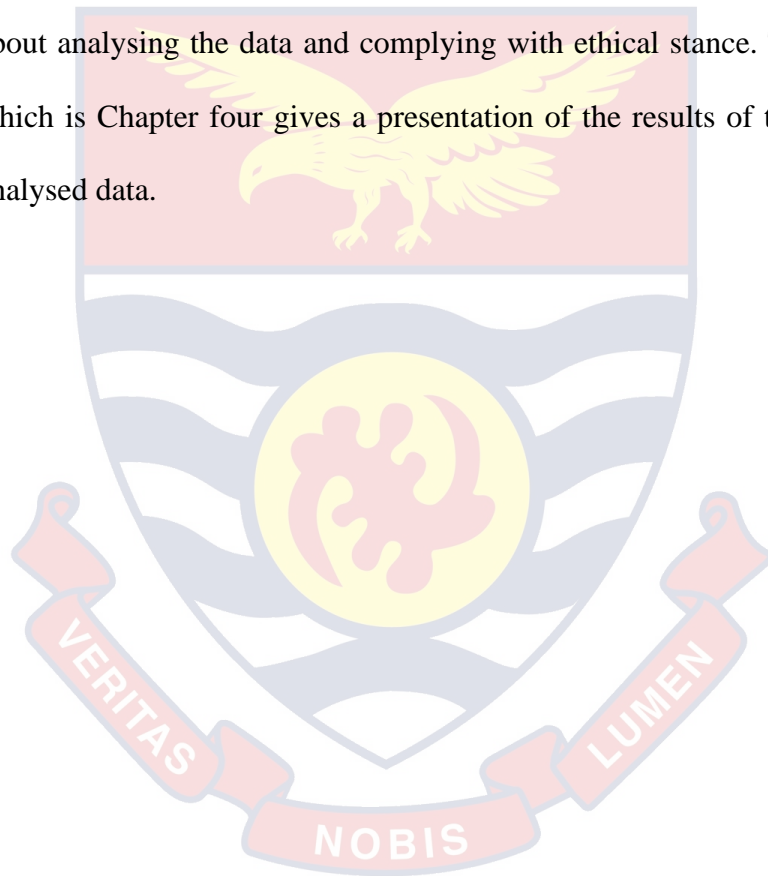 bout analysing the data and complying with ethical stance.
which is Chapter four gives a presentation of the results of t
nalysed data.
VERITAS
NOBIS
LUMEN